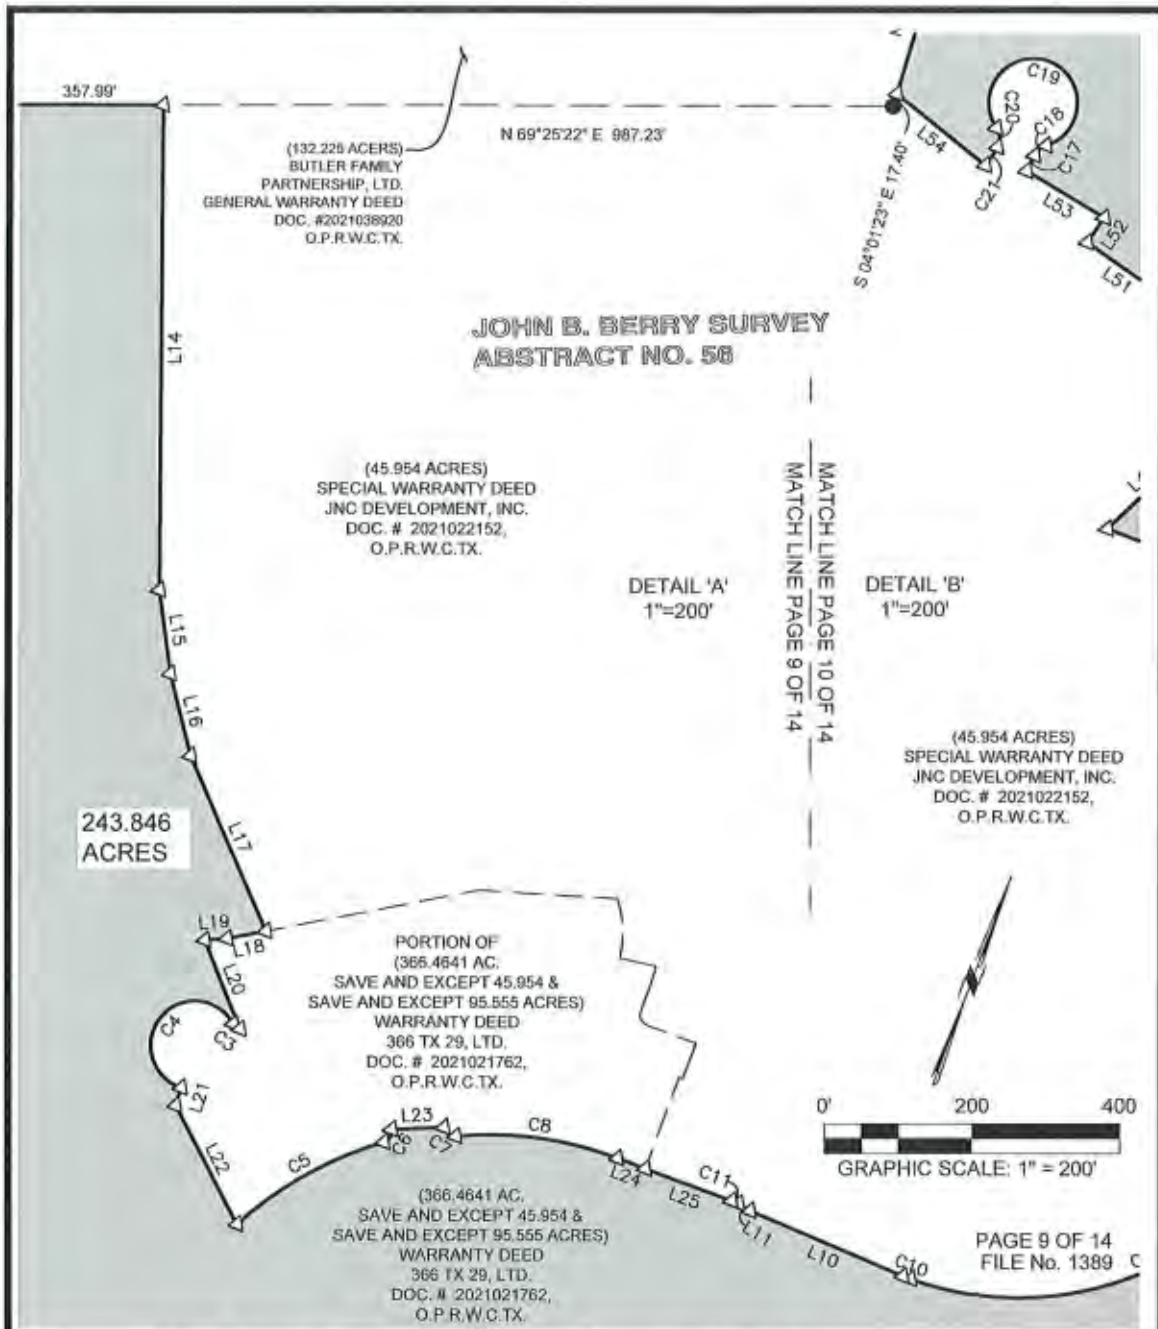 357.99'
N 69°25'22" E 987.23'
(132.225 ACERS)
BUTLER FAMILY
PARTNERSHIP, LTD.
GENERAL WARRANTY DEED
DOC. #2021038920
O.P.R.W.C.TX.
C19
C20
C18
C17
L54
C21
L53
L52
L51
S 04°01'23" E 17.40'
L14
JOHN B. BERRY SURVEY
ABSTRACT NO. 56
(45.954 ACRES)
SPECIAL WARRANTY DEED
JNC DEVELOPMENT, INC.
DOC. # 2021022152,
O.P.R.W.C.TX.
DETAIL 'A'
1"=200'
MATCH LINE PAGE 9 OF 14
MATCH LINE PAGE 10 OF 14
DETAIL 'B'
1"=200'
L15
L16
L17
(45.954 ACRES)
SPECIAL WARRANTY DEED
JNC DEVELOPMENT, INC.
DOC. # 2021022152,
O.P.R.W.C.TX.
243.846
ACRES
L19
L18
L20
C4
C3
L21
L22
PORTION OF
(365.4641 AC.
SAVE AND EXCEPT 45.954 &
SAVE AND EXCEPT 95.555 ACRES)
WARRANTY DEED
366 TX 29, LTD.
DOC. # 2021021762,
O.P.R.W.C.TX.
C5
C6
L23
C7
C8
L24
L25
C11
L11
L10
C10
0'
200
400
GRAPHIC SCALE: 1" = 200'
(366.4641 AC.
SAVE AND EXCEPT 45.954 &
SAVE AND EXCEPT 95.555 ACRES)
WARRANTY DEED
366 TX 29, LTD.
DOC. # 2021021762,
O.P.R.W.C.TX.
PAGE 9 OF 14
FILE No. 1389